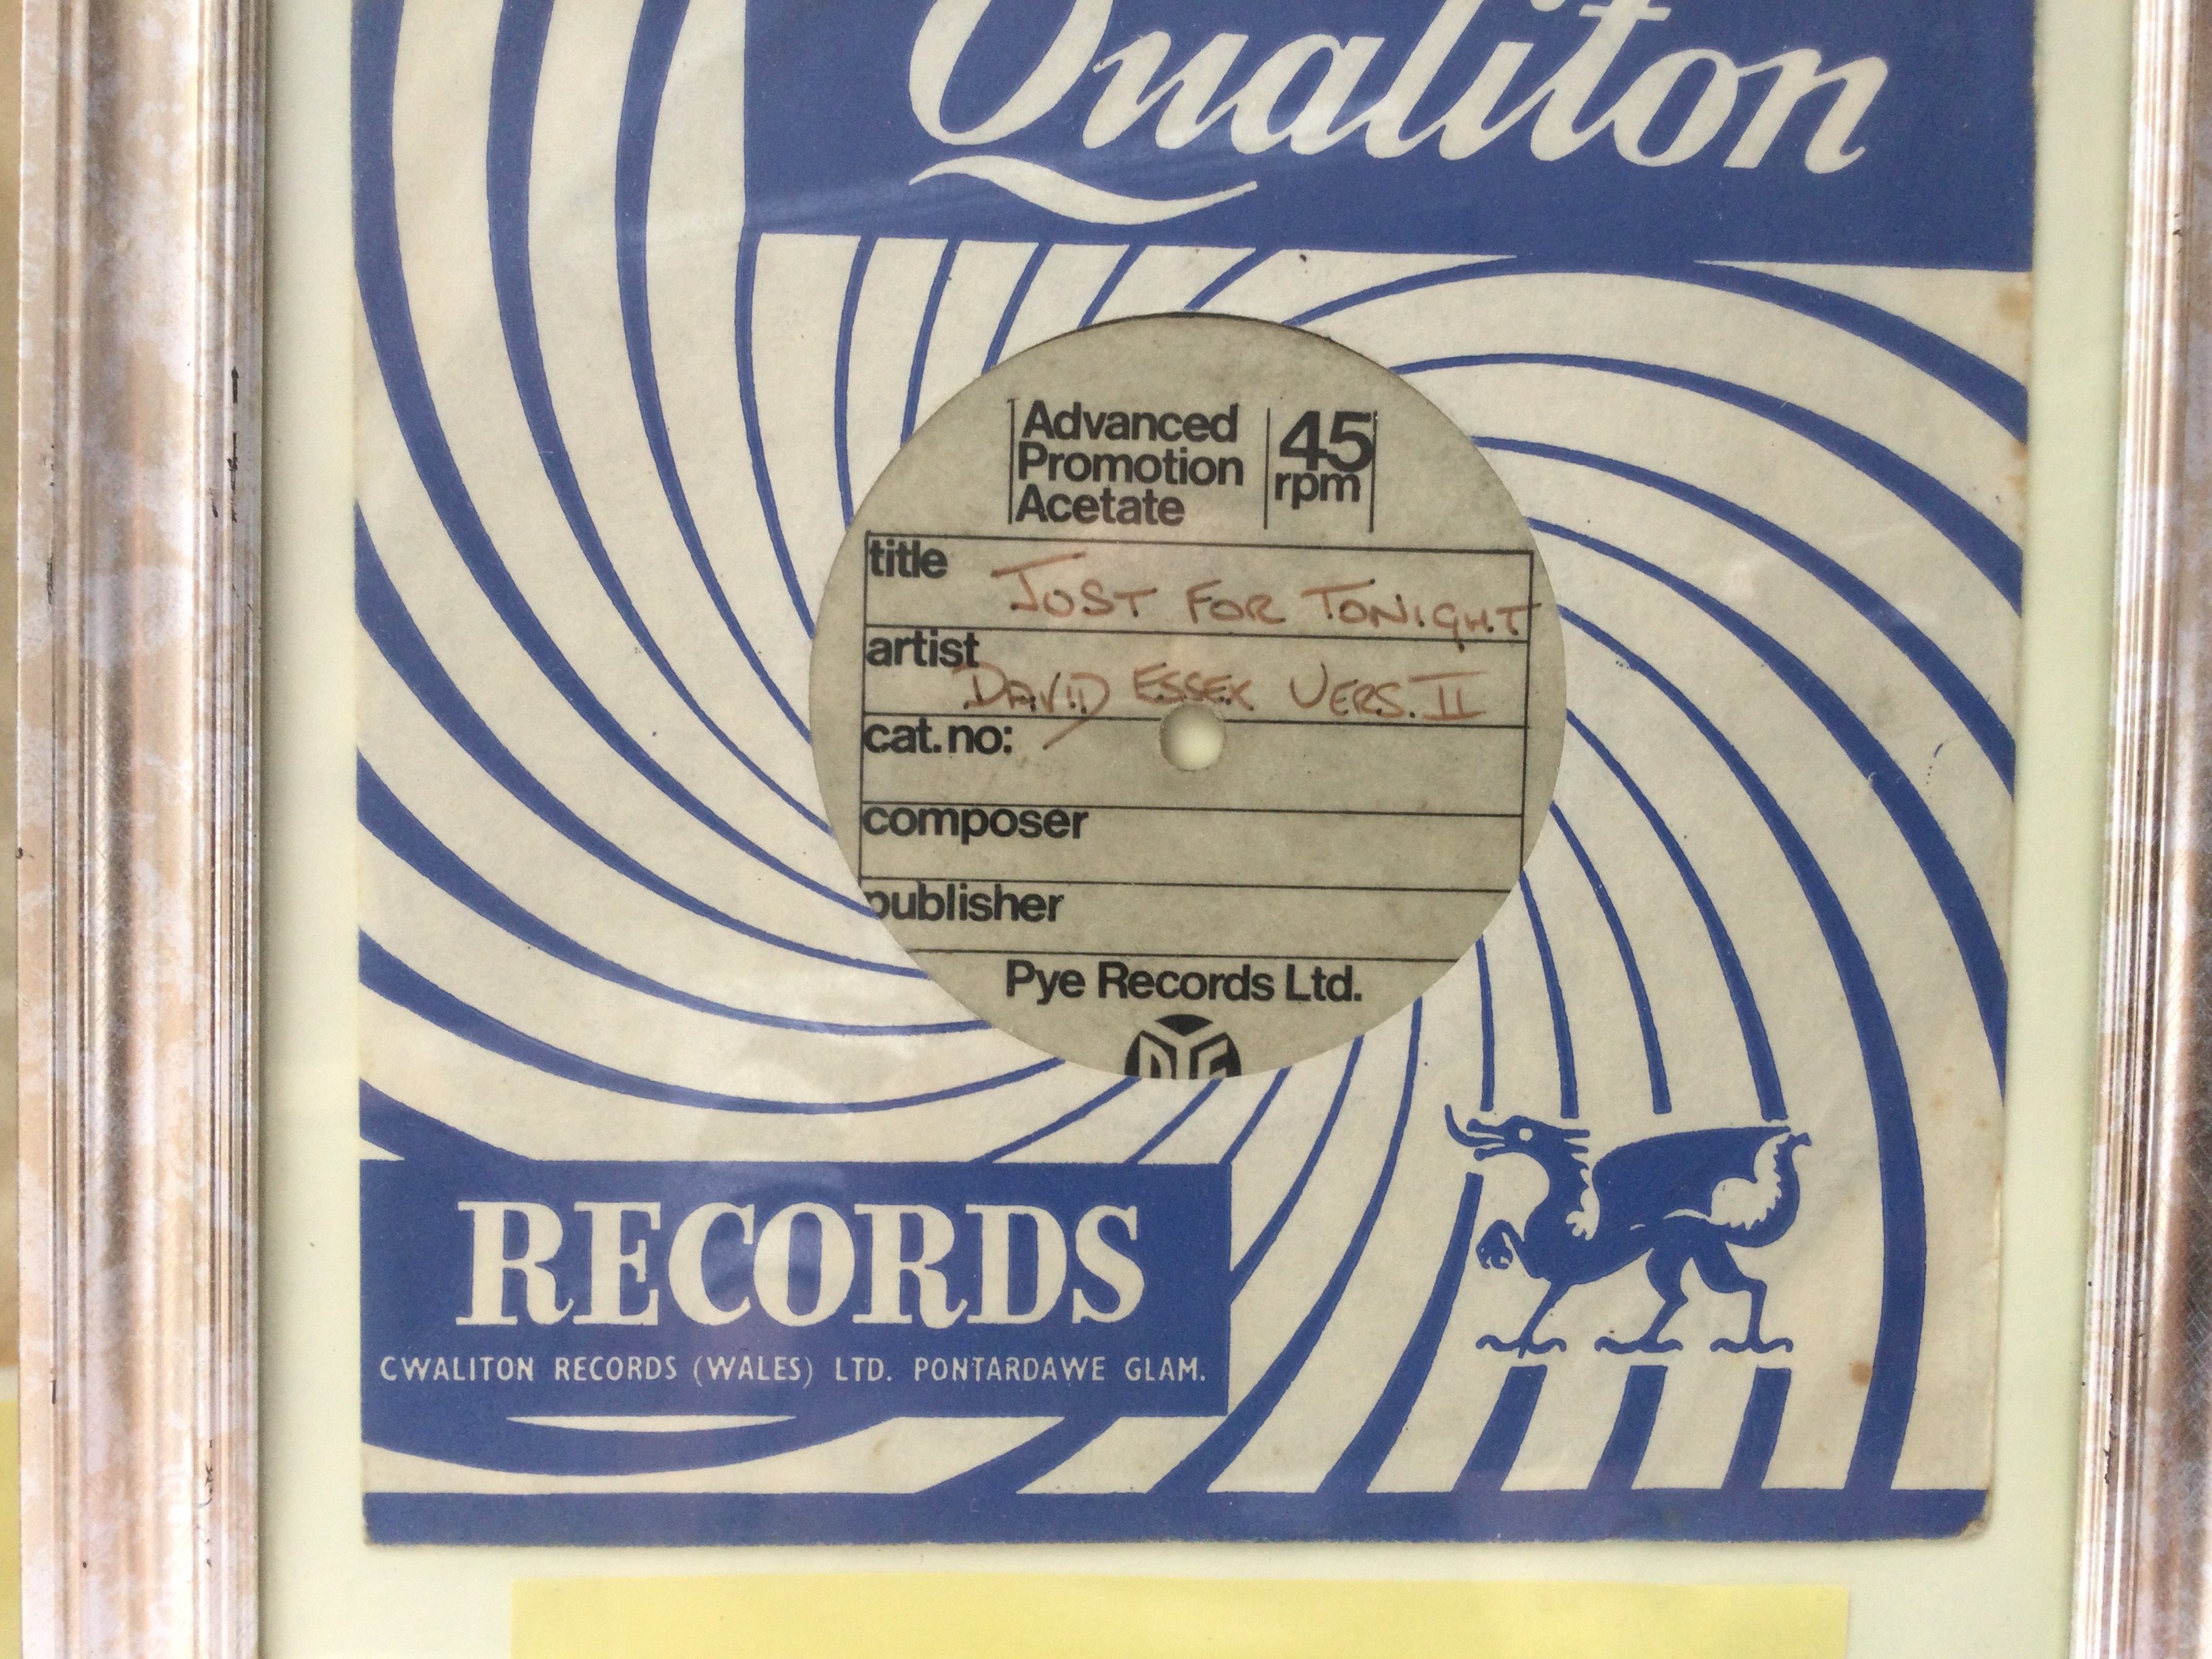 Qualiton
Advanced
Promotion
Acetate
45
rpm
title JUST FOR TONIGHT
artist DAVID ESSEX VERS. II
cat.no:
composer
publisher
Pye Records Ltd.
PYE
RECORDS
CWALITON RECORDS (WALES) LTD. PONTARDAWE GLAM.